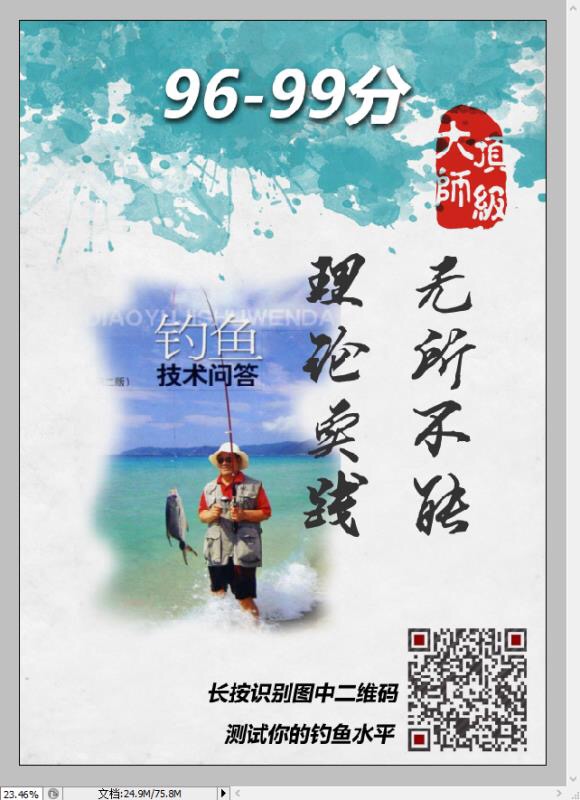 96-99分
大師
頂級
DIAOYUJISHUWENDA
钓鱼
技术问答
二版)
无所不能
理论实践
长按识别图中二维码
测试你的钓鱼水平
23.46%
文档:24.9M/75.8M